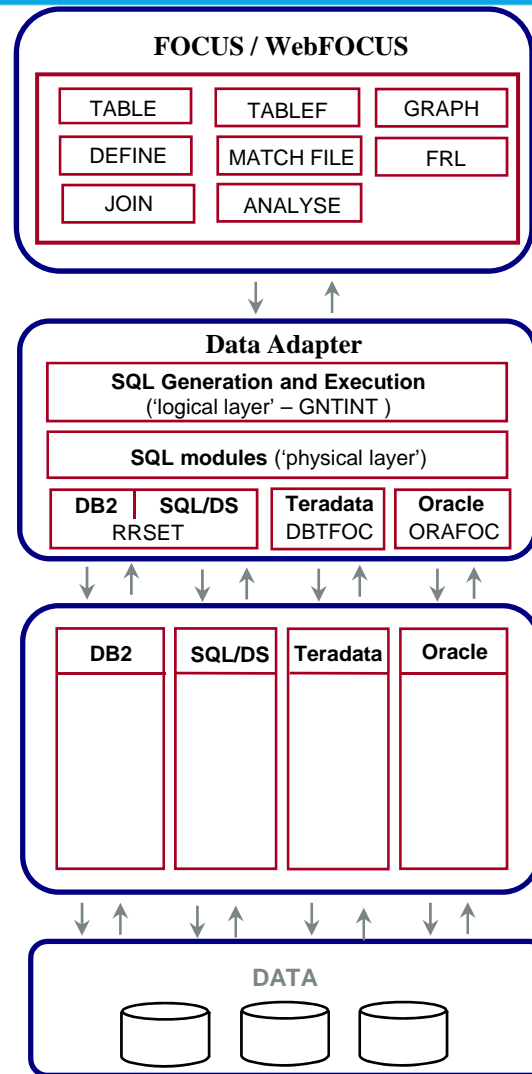 FOCUS / WebFOCUS
TABLE TABLEF GRAPH
DEFINE MATCH FILE FRL
JOIN ANALYSE
Data Adapter
SQL Generation and Execution
('logical layer' – GNTINT )
SQL modules ('physical layer')
DB2 SQL/DS Teradata Oracle
RRSET DBTFOC ORAFOC
DB2 SQL/DS Teradata Oracle
DATA